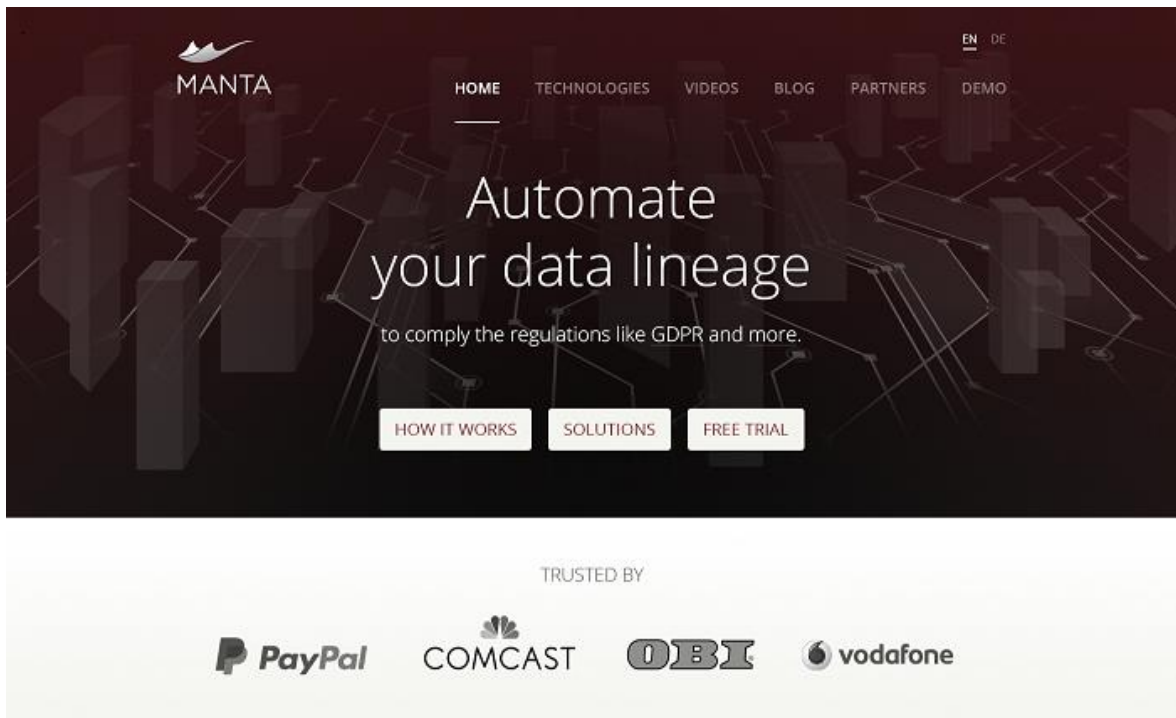 EN DE
MANTA
HOME TECHNOLOGIES VIDEOS BLOG PARTNERS DEMO
Automate
your data lineage
to comply the regulations like GDPR and more.
HOW IT WORKS SOLUTIONS FREE TRIAL
TRUSTED BY
PayPal COMCAST OBI vodafone